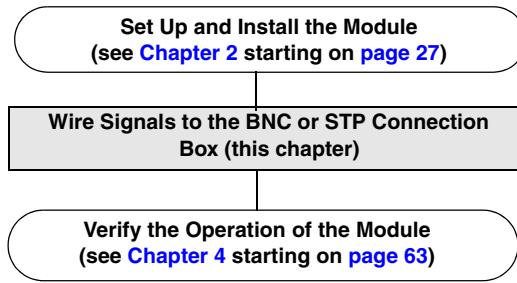 Set Up and Install the Module
(see Chapter 2 starting on page 27)
Wire Signals to the BNC or STP Connection
Box (this chapter)
Verify the Operation of the Module
(see Chapter 4 starting on page 63)